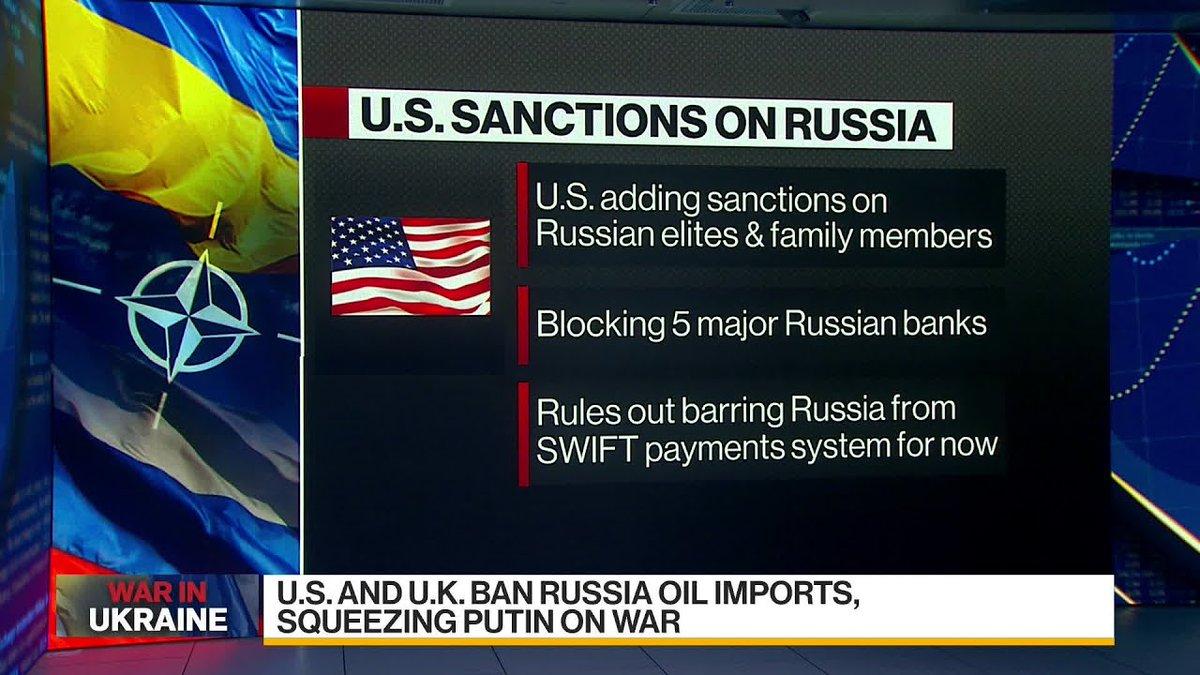 U.S. SANCTIONS ON RUSSIA
U.S. adding sanctions on
Russian elites & family members
Blocking 5 major Russian banks
Rules out barring Russia from
SWIFT payments system for now
WAR IN
UKRAINE
U.S. AND U.K. BAN RUSSIA OIL IMPORTS,
SQUEEZING PUTIN ON WAR